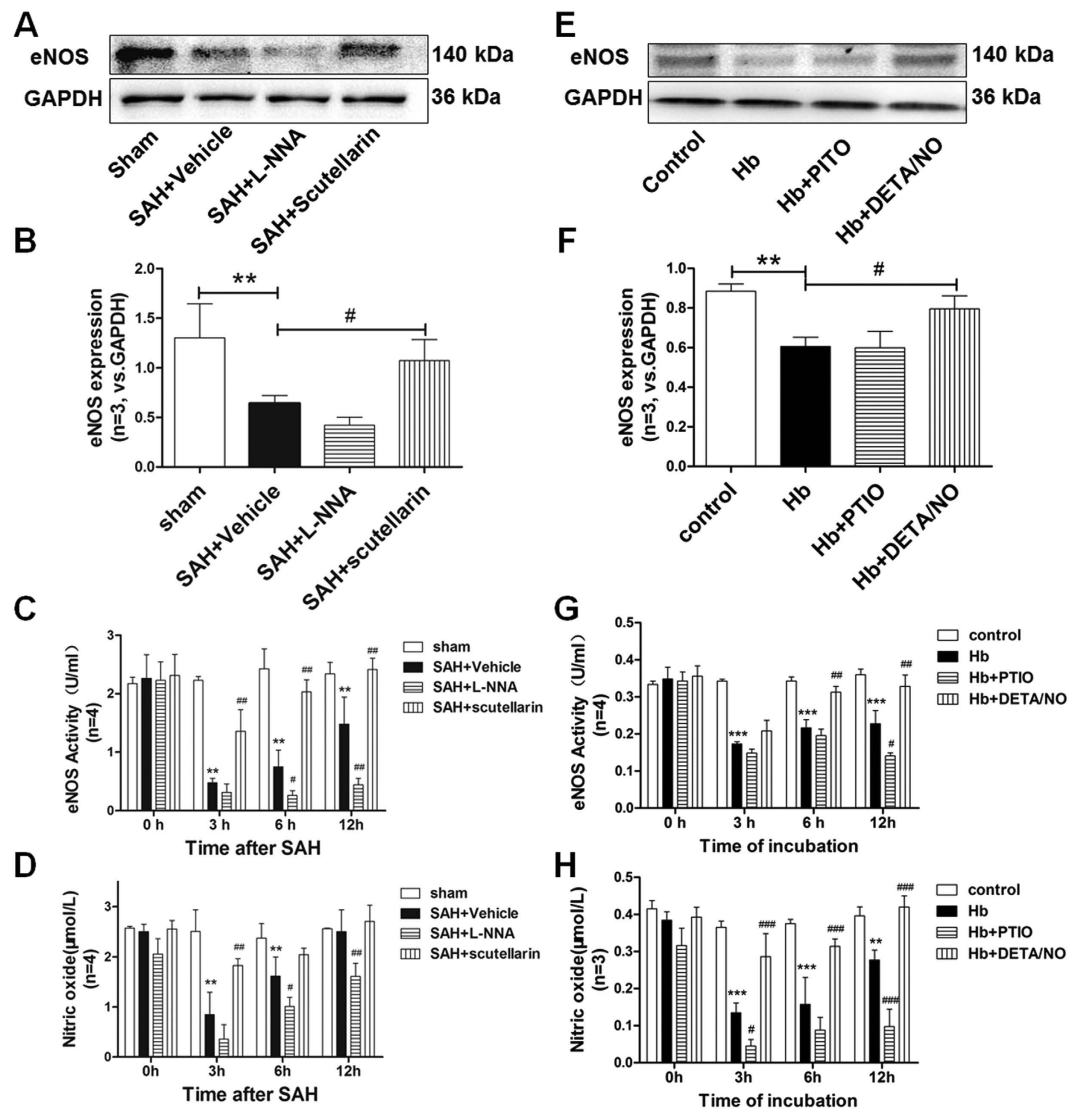 A
eNOS
140 kDa
GAPDH
36 kDa
Sham
SAH+Vehicle
SAH+L-NNA
SAH+Scutellarin
E
eNOS
140 kDa
GAPDH
36 kDa
Control
Hb
Hb+PITO
Hb+DETA/NO
B
eNOS expression
(n=3, vs.GAPDH)
2.0
1.5
1.0
0.5
0.0
**
#
sham
SAH+Vehicle
SAH+L-NNA
SAH+scutellarin
F
eNOS expression
(n=3, vs.GAPDH)
1.0
0.8
0.6
0.4
0.2
0.0
**
#
control
Hb
Hb+PTIO
Hb+DETA/NO
C
eNOS Activity（U/ml）
(n=4)
3
2
1
0
**
##
**
#
##
**
##
##
0 h
3 h
6 h
12h
Time after SAH
sham
SAH+Vehicle
SAH+L-NNA
SAH+scutellarin
G
eNOS Activity（U/ml）
(n=4)
0.5
0.4
0.3
0.2
0.1
0.0
***
***
##
***
#
##
0 h
3 h
6 h
12h
Time of incubation
control
Hb
Hb+PTIO
Hb+DETA/NO
D
Nitric oxide(μmol/L)
(n=4)
3
2
1
0
**
##
**
#
##
0h
3h
6h
12h
Time after SAH
sham
SAH+Vehicle
SAH+L-NNA
SAH+scutellarin
H
Nitric oxide(μmol/L)
(n=3)
0.5
0.4
0.3
0.2
0.1
0.0
***
#
###
***
###
**
###
###
0h
3h
6h
12h
Time of incubation
control
Hb
Hb+PTIO
Hb+DETA/NO